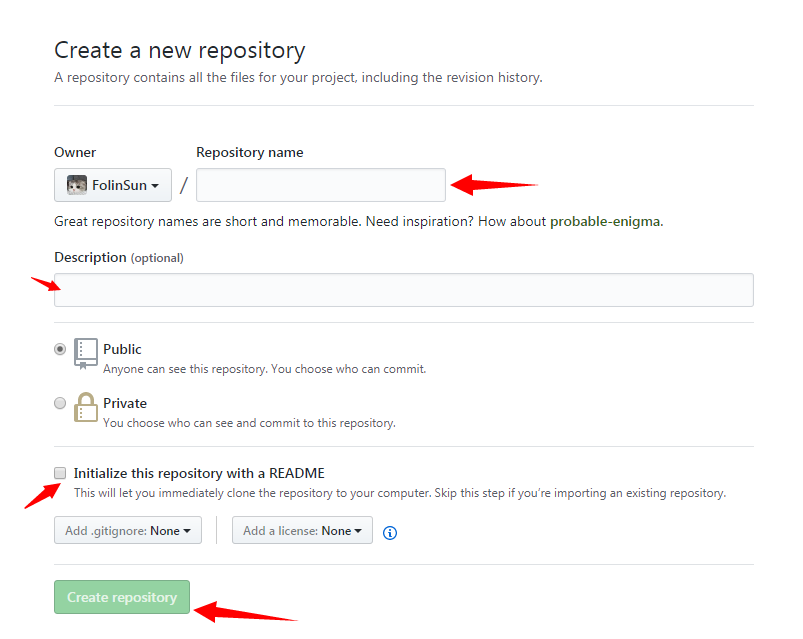 Create a new repository
A repository contains all the files for your project, including the revision history.
Owner Repository name
FolinSun /
Great repository names are short and memorable. Need inspiration? How about probable-enigma.
Description (optional)
Public
Anyone can see this repository. You choose who can commit.
Private
You choose who can see and commit to this repository.
Initialize this repository with a README
This will let you immediately clone the repository to your computer. Skip this step if you’re importing an existing repository.
Add .gitignore: None Add a license: None
Create repository